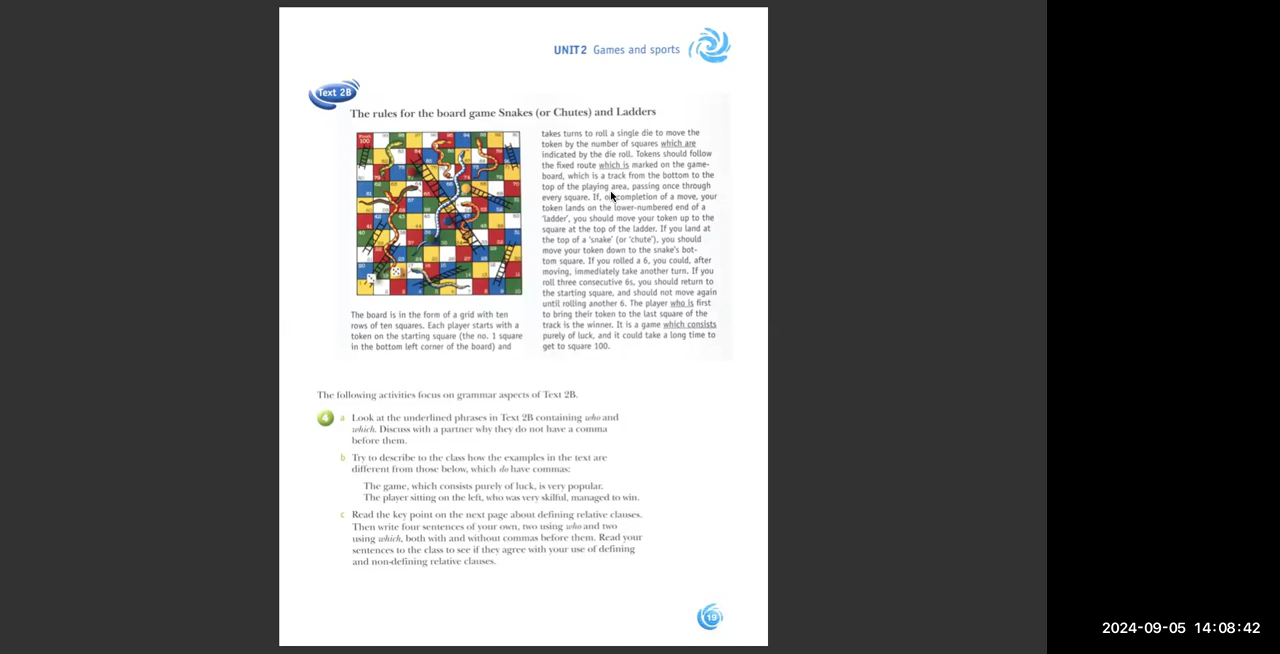 UNIT 2 Games and sports
Text 2B
The rules for the board game Snakes (or Chutes) and Ladders
The board is in the form of a grid with ten
rows of ten squares. Each player starts with a
token on the starting square (the no. 1 square
in the bottom left corner of the board) and
takes turns to roll a single die to move the
token by the number of squares which are
indicated by the die roll. Tokens should follow
the fixed route which is marked on the game-
board, which is a track from the bottom to the
top of the playing area, passing once through
every square. If, completion of a move, your
token lands on the lower-numbered end of a
'ladder', you should move your token up to the
square at the top of the ladder. If you land at
the top of a 'snake' (or 'chute'), you should
move your token down to the snake's bot-
tom square. If you rolled a 6, you could, after
moving, immediately take another turn. If you
roll three consecutive 6s, you should return to
the starting square, and should not move again
until rolling another 6. The player who is first
to bring their token to the last square of the
track is the winner. It is a game which consists
purely of luck, and it could take a long time to
get to square 100.
The following activities focus on grammar aspects of Text 2B.
4 a Look at the underlined phrases in Text 2B containing who and
which. Discuss with a partner why they do not have a comma
before them.
b Try to describe to the class how the examples in the text are
different from those below, which do have commas:
The game, which consists purely of luck, is very popular.
The player sitting on the left, who was very skilful, managed to win.
c Read the key point on the next page about defining relative clauses.
Then write four sentences of your own, two using who and two
using which, both with and without commas before them. Read your
sentences to the class to see if they agree with your use of defining
and non-defining relative clauses.
19
2024-09-05 14:08:42